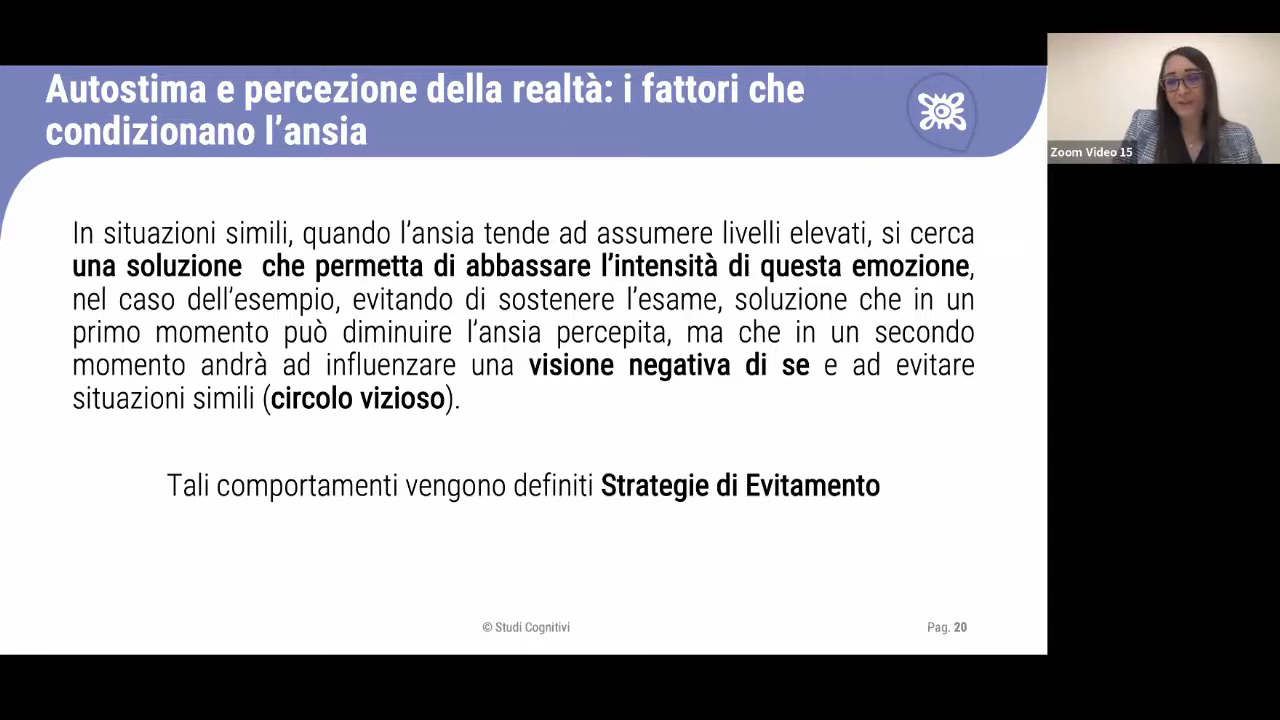 Autostima e percezione della realtà: i fattori che
condizionano l’ansia
Zoom Video 15
In situazioni simili, quando l’ansia tende ad assumere livelli elevati, si cerca
una soluzione  che permetta di abbassare l’intensità di questa emozione,
nel caso dell’esempio, evitando di sostenere l’esame, soluzione che in un
primo momento può diminuire l’ansia percepita, ma che in un secondo
momento andrà ad influenzare una visione negativa di se e ad evitare
situazioni simili (circolo vizioso).
Tali comportamenti vengono definiti Strategie di Evitamento
© Studi Cognitivi
Pag. 20